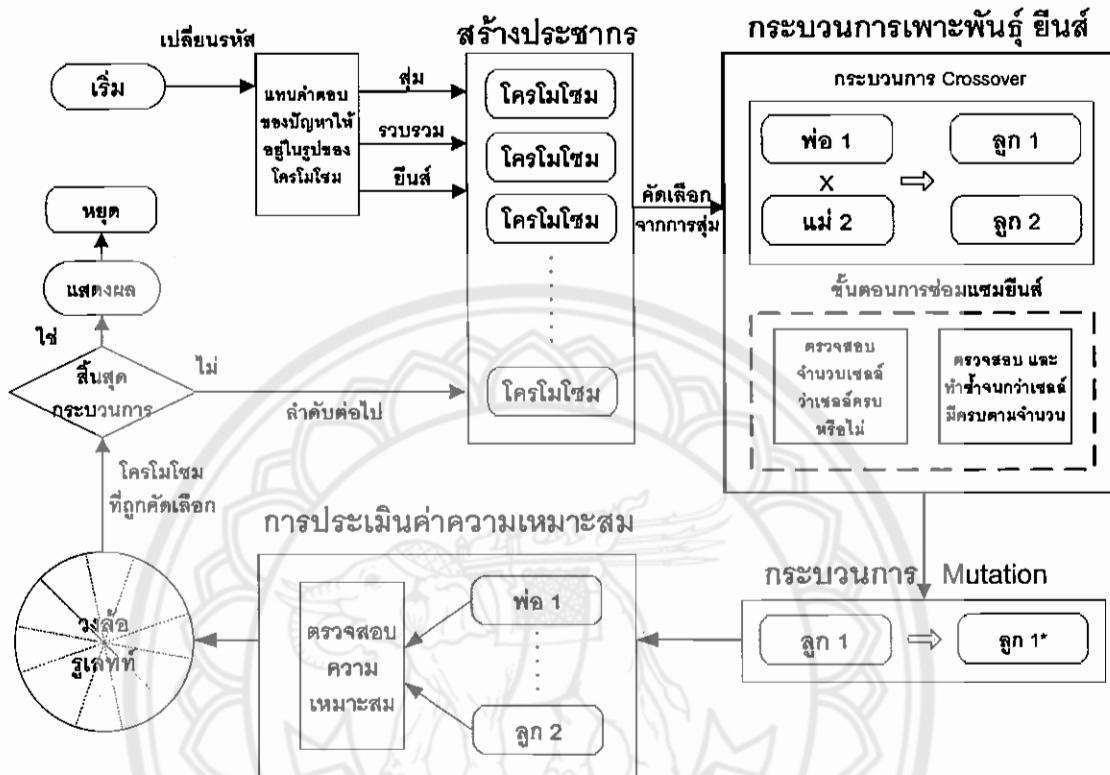 เริ่ม
เปลี่ยนรหัส
แทนคำตอบ
ของปัญหาให้
อยู่ในรูปของ
โครโมโซม
สุ่ม
รวบรวม
ยีนส์
สร้างประชากร
โครโมโซม
โครโมโซม
โครโมโซม
โครโมโซม
คัดเลือก
จากการสุ่ม
กระบวนการเพาะพันธุ์ ยีนส์
กระบวนการ Crossover
พ่อ 1
X
แม่ 2
ลูก 1
ลูก 2
ขั้นตอนการซ่อมแซมยีนส์
ตรวจสอบ
จำนวนเซลล์
ว่าเซลล์ครบ
หรือไม่
ตรวจสอบ และ
ทำซ้ำจนกว่าเซลล์
มีครบตามจำนวน
กระบวนการ Mutation
ลูก 1
ลูก 1*
การประเมินค่าความเหมาะสม
พ่อ 1
ลูก 2
ตรวจสอบ
ความ
เหมาะสม
วงล้อ
รูเล็ทท์
โครโมโซม
ที่ถูกคัดเลือก
สิ้นสุด
กระบวนการ
ไม่
ลำดับต่อไป
ใช่
แสดงผล
หยุด